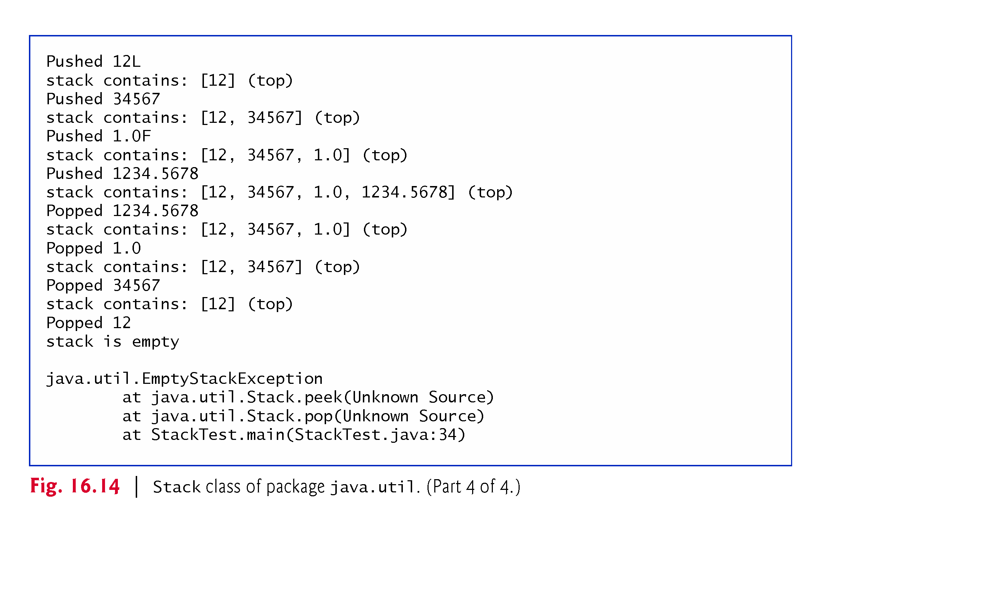 Pushed 12L
stack contains: [12] (top)
Pushed 34567
stack contains: [12, 34567] (top)
Pushed 1.0F
stack contains: [12, 34567, 1.0] (top)
Pushed 1234.5678
stack contains: [12, 34567, 1.0, 1234.5678] (top)
Popped 1234.5678
stack contains: [12, 34567, 1.0] (top)
Popped 1.0
stack contains: [12, 34567] (top)
Popped 34567
stack contains: [12] (top)
Popped 12
stack is empty

java.util.EmptyStackException
        at java.util.Stack.peek(Unknown Source)
        at java.util.Stack.pop(Unknown Source)
        at StackTest.main(StackTest.java:34)
Fig. 16.14 | Stack class of package java.util. (Part 4 of 4.)